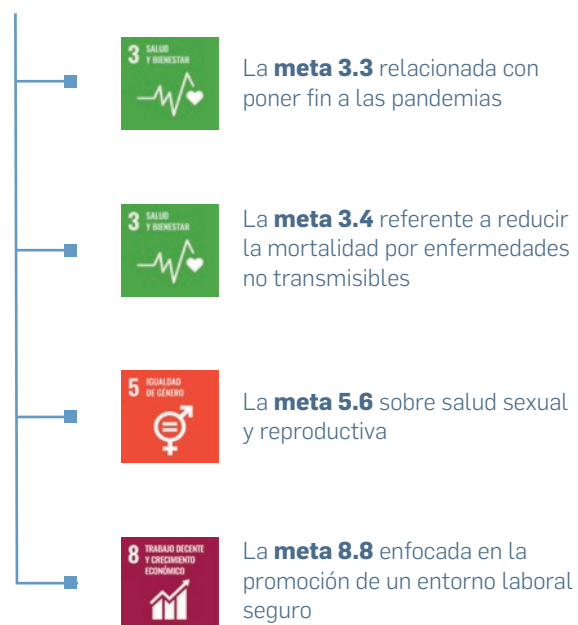 3 SALUD
Y BIENESTAR
La meta 3.3 relacionada con
poner fin a las pandemias
3 SALUD
Y BIENESTAR
La meta 3.4 referente a reducir
la mortalidad por enfermedades
no transmisibles
5 IGUALDAD
DE GÉNERO
La meta 5.6 sobre salud sexual
y reproductiva
8 TRABAJO DECENTE
Y CRECIMIENTO
ECONÓMICO
La meta 8.8 enfocada en la
promoción de un entorno laboral
seguro